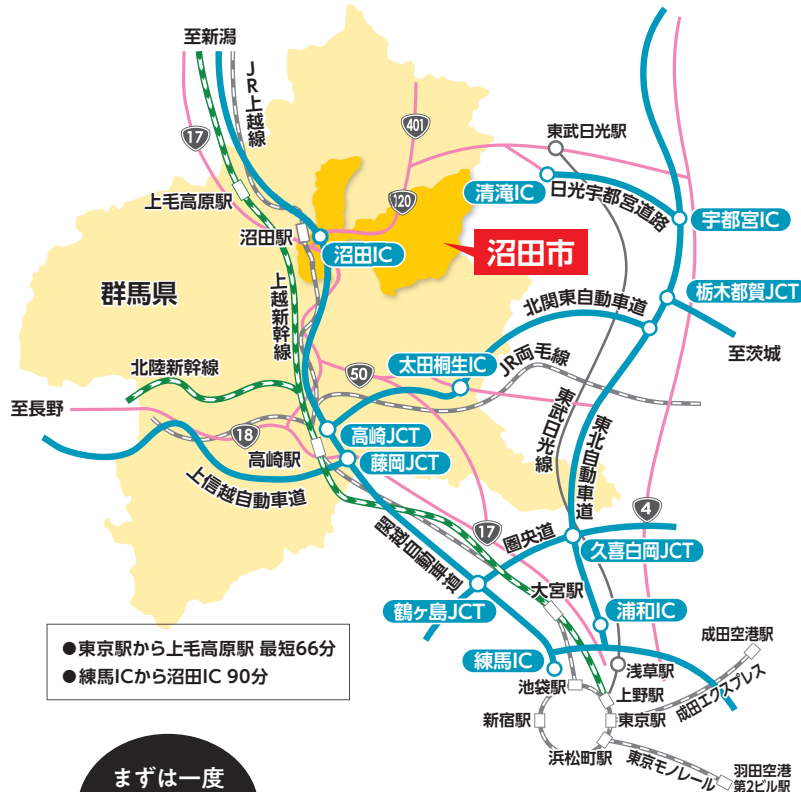 至新潟
JR上越線
17
401
東武日光駅
上毛高原駅
120
清滝IC
日光宇都宮道路
宇都宮IC
沼田駅
沼田IC
沼田市
群馬県
上越新幹線
栃木都賀JCT
北関東自動車道
至茨城
北陸新幹線
太田桐生IC
JR両毛線
50
東武日光線
東北自動車道
至長野
18
高崎JCT
高崎駅
藤岡JCT
上信越自動車道
関越自動車道
17
圏央道
4
久喜白岡JCT
大宮駅
鶴ヶ島JCT
浦和IC
●東京駅から上毛高原駅 最短66分
●練馬ICから沼田IC 90分
練馬IC
成田空港駅
浅草駅
池袋駅
上野駅
成田エクスプレス
新宿駅
東京駅
浜松町駅
東京モノレール
羽田空港
第2ビル駅
まずは一度